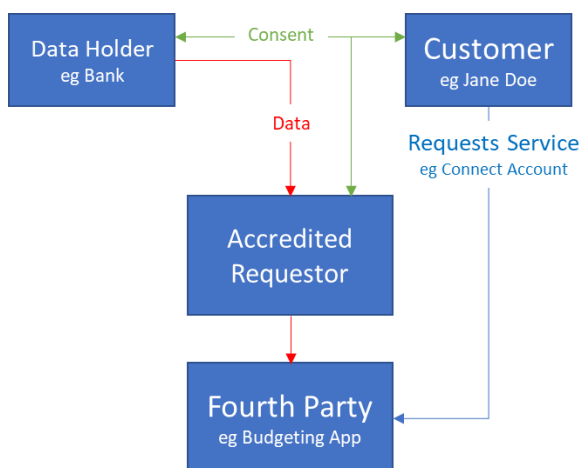 Data Holder
eg Bank
Consent
Customer
eg Jane Doe
Data
Requests Service
eg Connect Account
Accredited
Requestor
Fourth Party
eg Budgeting App